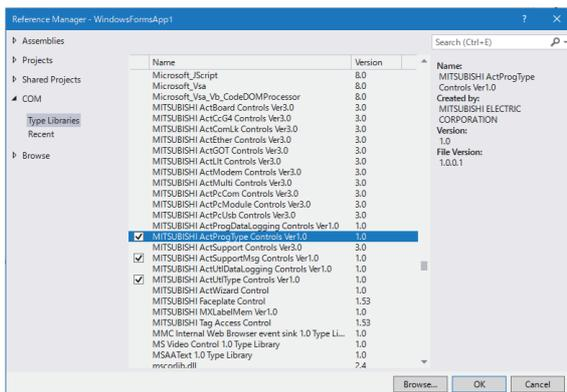 Reference Manager - WindowsFormsApp1
? ×
Assemblies
Projects
Shared Projects
COM
Type Libraries
Recent
Browse
Search (Ctrl+E)
Name Version
Microsoft_JScript 8.0
Microsoft_Vsa 8.0
Microsoft_Vsa_Vb_CodeDOMProcessor 8.0
MITSUBISHI ActBoard Controls Ver3.0 3.0
MITSUBISHI ActCcG4 Controls Ver3.0 3.0
MITSUBISHI ActComLk Controls Ver3.0 3.0
MITSUBISHI ActEther Controls Ver3.0 3.0
MITSUBISHI ActGOT Controls Ver3.0 3.0
MITSUBISHI ActLlt Controls Ver3.0 3.0
MITSUBISHI ActModem Controls Ver3.0 3.0
MITSUBISHI ActMulti Controls Ver3.0 3.0
MITSUBISHI ActPcCom Controls Ver3.0 3.0
MITSUBISHI ActPcModule Controls Ver3.0 3.0
MITSUBISHI ActPcUsb Controls Ver3.0 3.0
MITSUBISHI ActProgDataLogging Controls Ver1.0 1.0
MITSUBISHI ActProgType Controls Ver1.0 1.0
MITSUBISHI ActSupport Controls Ver3.0 3.0
MITSUBISHI ActSupportMsg Controls Ver1.0 1.0
MITSUBISHI ActUtlDataLogging Controls Ver1.0 1.0
MITSUBISHI ActUtlType Controls Ver1.0 1.0
MITSUBISHI ActWizard Control 1.0
MITSUBISHI Faceplate Control 1.53
MITSUBISHI MXLabelMem Ver1.0 1.0
MITSUBISHI Tag Access Control 1.53
MMC Internal Web Browser event sink 1.0 Type Li... 1.0
MS Video Control 1.0 Type Library 1.0
MSAAText 1.0 Type Library 1.0
mscorlib.dll 2.4
Name:
MITSUBISHI ActProgType
Controls Ver1.0
Created by:
MITSUBISHI ELECTRIC
CORPORATION
Version:
1.0
File Version:
1.0.0.1
Browse... OK Cancel